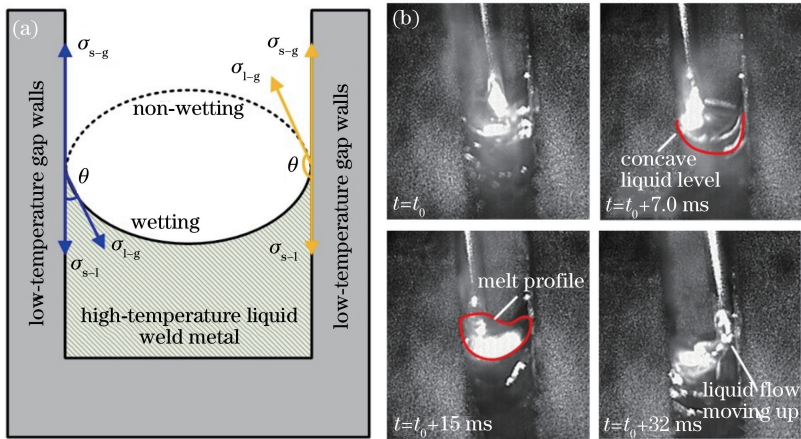 (a)
low-temperature gap walls
σs-g
σs-g
σl-g
non-wetting
θ
θ
wetting
σl-g
σs-l
σs-l
high-temperature liquid
weld metal
low-temperature gap walls
(b)
t=t0
concave
liquid level
t=t0+7.0 ms
melt profile
t=t0+15 ms
liquid flow
moving up
t=t0+32 ms